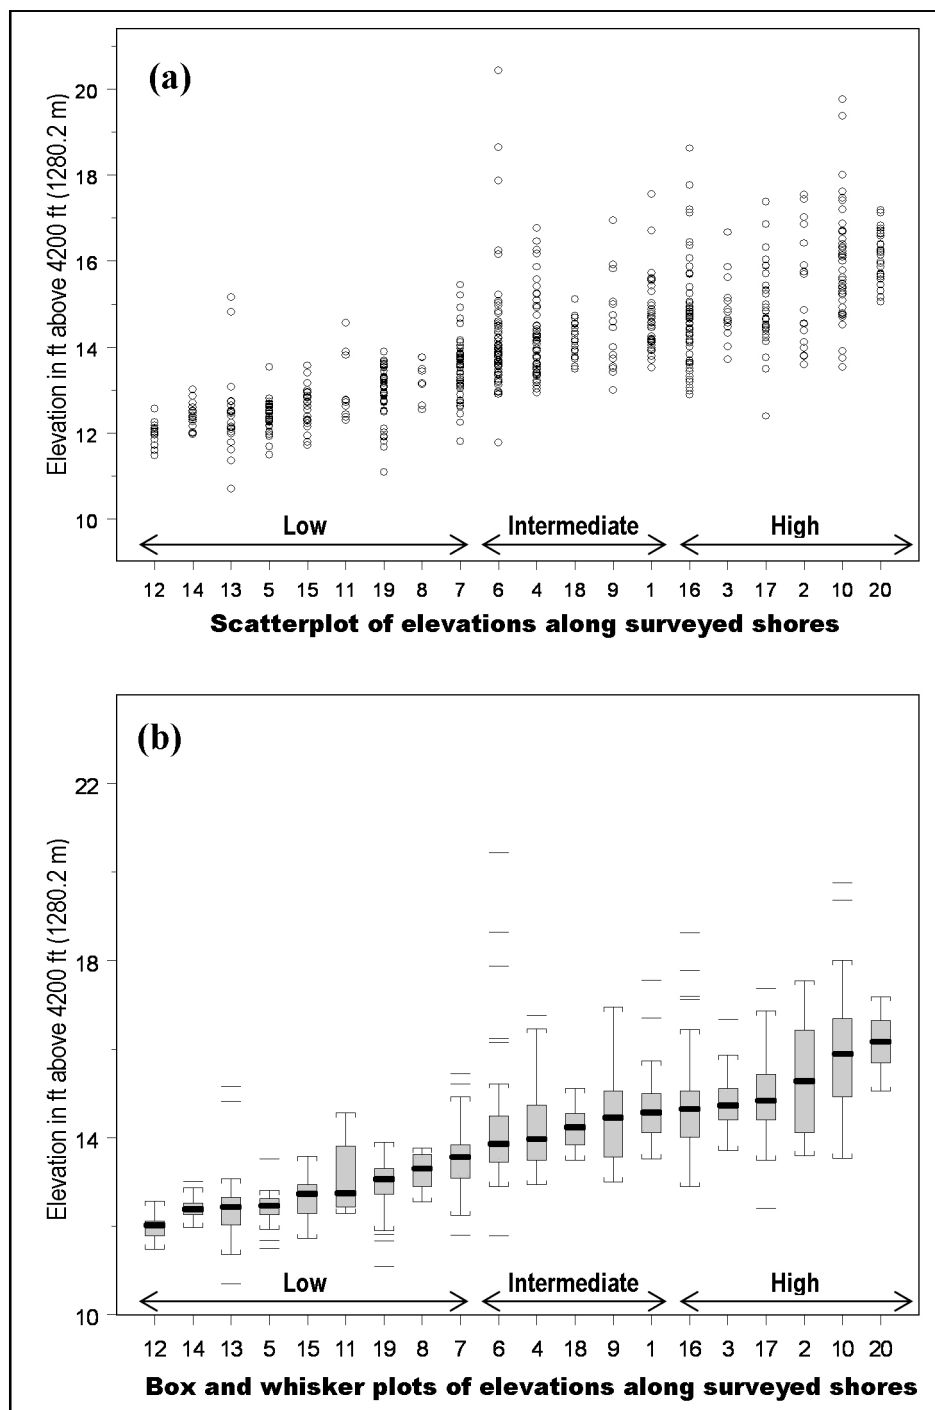 (a)
Elevation in ft above 4200 ft (1280.2 m)
20
18
16
14
12
10
Low Intermediate High
12 14 13 5 15 11 19 8 7 6 4 18 9 1 16 3 17 2 10 20
Scatterplot of elevations along surveyed shores
(b)
Elevation in ft above 4200 ft (1280.2 m)
22
18
14
10
Low Intermediate High
12 14 13 5 15 11 19 8 7 6 4 18 9 1 16 3 17 2 10 20
Box and whisker plots of elevations along surveyed shores